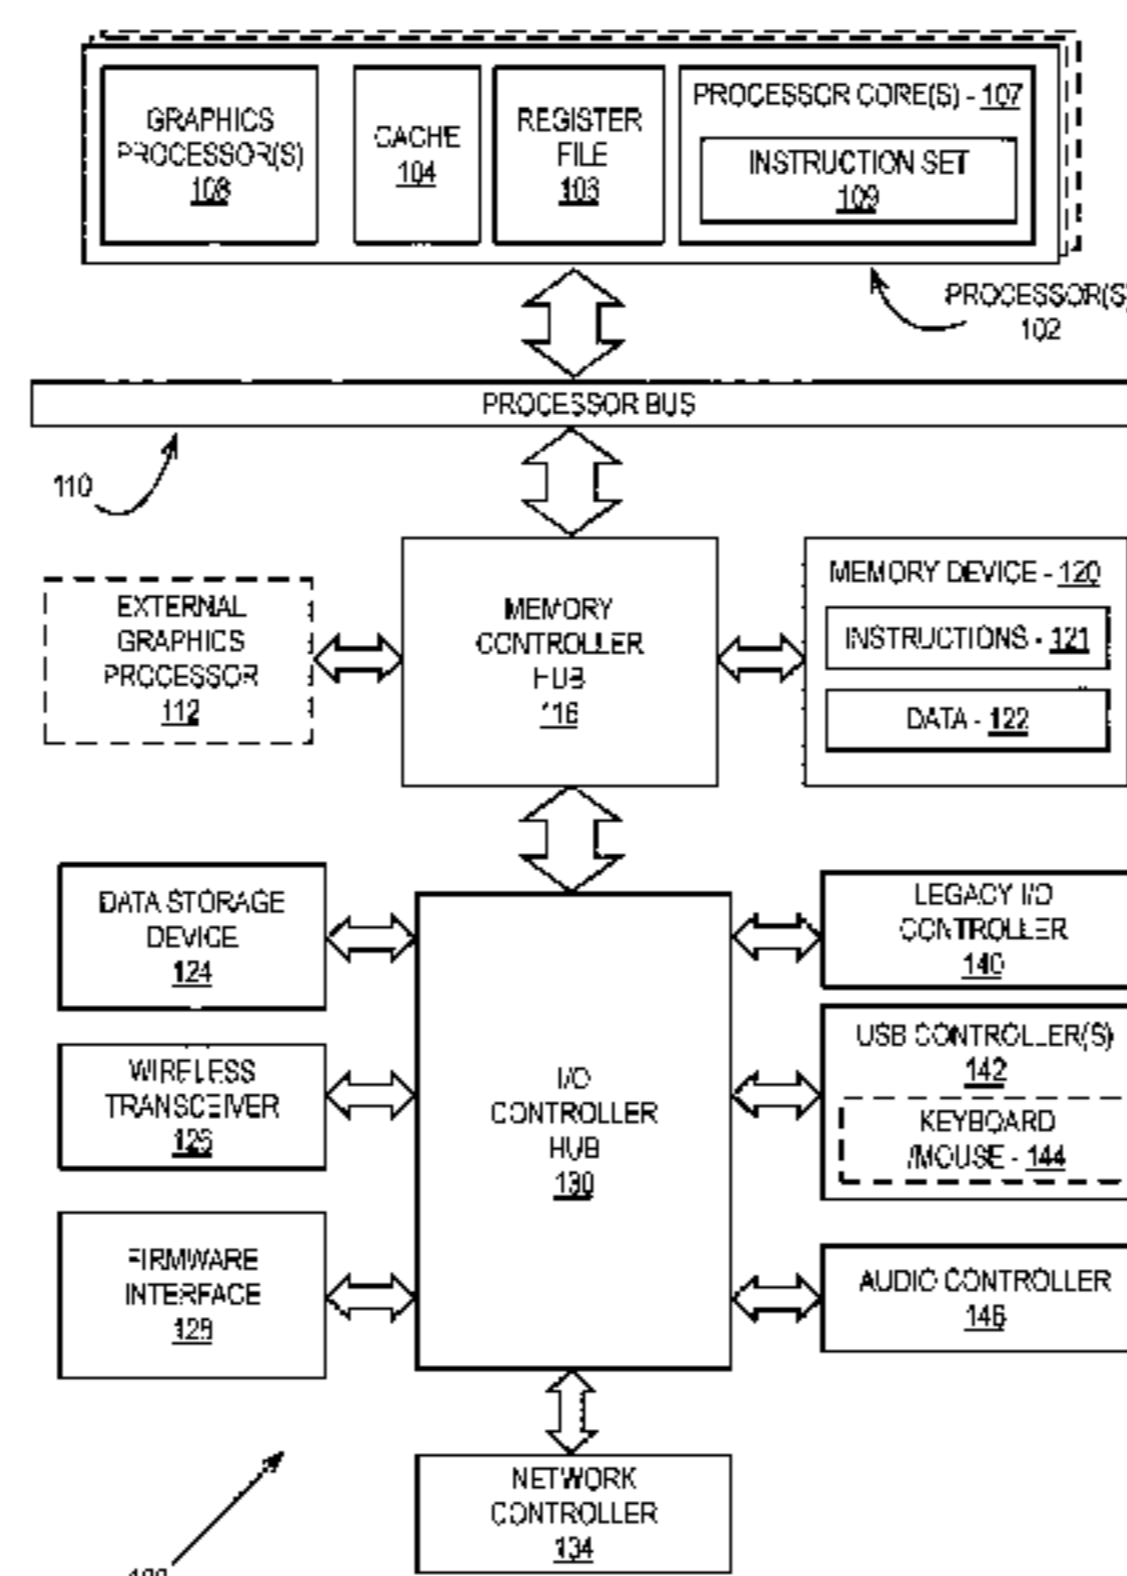 GRAPHICS
PROCESSOR(S)
108
CACHE
104
REGISTER
FILE
103
PROCESSOR CORE(S) - 107
INSTRUCTION SET
109
PROCESSOR(S)
102
PROCESSOR BUS
110
EXTERNAL
GRAPHICS
PROCESSOR
112
MEMORY
CONTROLLER
HUB
116
MEMORY DEVICE - 120
INSTRUCTIONS - 121
DATA - 122
DATA STORAGE
DEVICE
124
WIRELESS
TRANSCEIVER
126
FIRMWARE
INTERFACE
128
I/O
CONTROLLER
HUB
130
LEGACY I/O
CONTROLLER
140
USB CONTROLLER(S)
142
KEYBOARD
/MOUSE - 144
AUDIO CONTROLLER
146
NETWORK
CONTROLLER
134